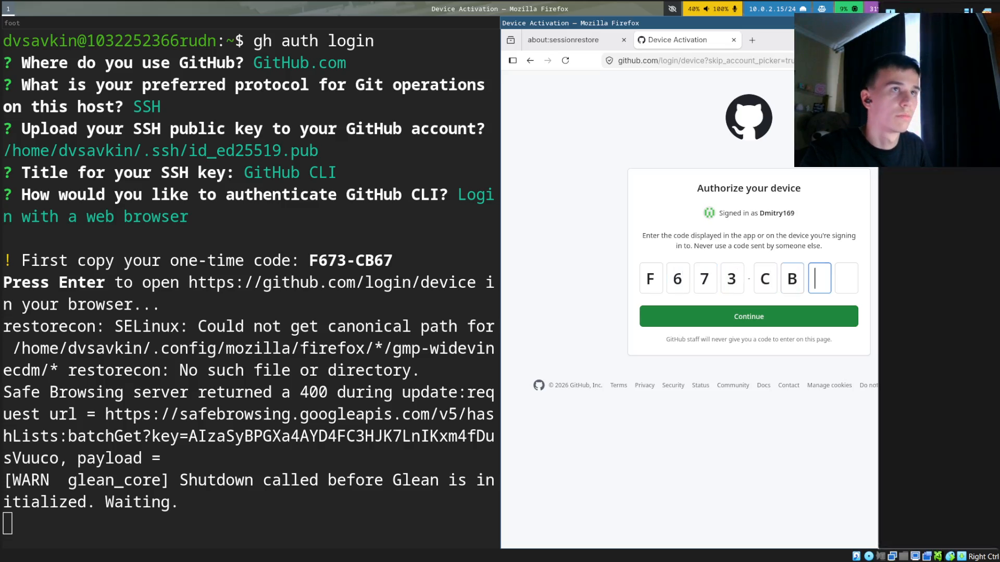 1
Device Activation — Mozilla Firefox
40% 100%
10.0.2.15/24
9%
foot
dvsavkin@1032252366rudn:~$ gh auth login
? Where do you use GitHub? GitHub.com
? What is your preferred protocol for Git operations
on this host? SSH
? Upload your SSH public key to your GitHub account?
/home/dvsavkin/.ssh/id_ed25519.pub
? Title for your SSH key: GitHub CLI
? How would you like to authenticate GitHub CLI? Logi
n with a web browser
! First copy your one-time code: F673-CB67
Press Enter to open https://github.com/login/device i
n your browser...
restorecon: SELinux: Could not get canonical path for
/home/dvsavkin/.config/mozilla/firefox/*/gmp-widevin
ecdm/* restorecon: No such file or directory.
Safe Browsing server returned a 400 during update:req
uest url = https://safebrowsing.googleapis.com/v5/has
hLists:batchGet?key=AIzaSyBPGXa4AYD4FC3HJK7LnIKxm4fDu
sVuuco, payload =
[WARN  glean_core] Shutdown called before Glean is in
itialized. Waiting.
Device Activation — Mozilla Firefox
about:sessionrestore
Device Activation
github.com/login/device?skip_account_picker=tru
Authorize your device
Signed in as Dmitry169
Enter the code displayed in the app or on the device you're signing
in to. Never use a code sent by someone else.
F 6 7 3 - C B
Continue
GitHub staff will never give you a code to enter on this page.
© 2026 GitHub, Inc. Terms Privacy Security Status Community Docs Contact Manage cookies Do not
Right Ctrl